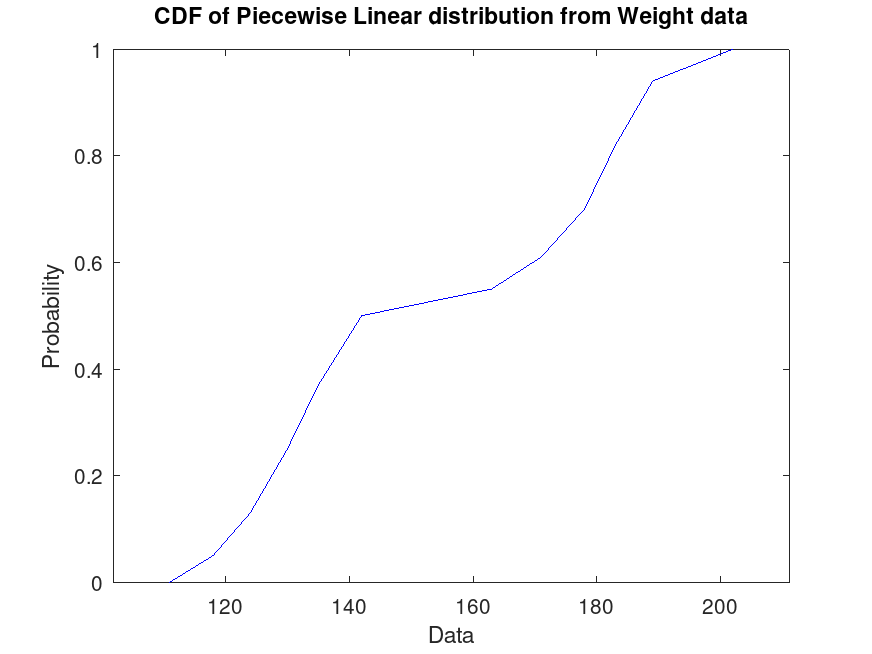 CDF of Piecewise Linear distribution from Weight data
1
0.8
0.6
0.4
0.2
0
Probability
120 140 160 180 200
Data